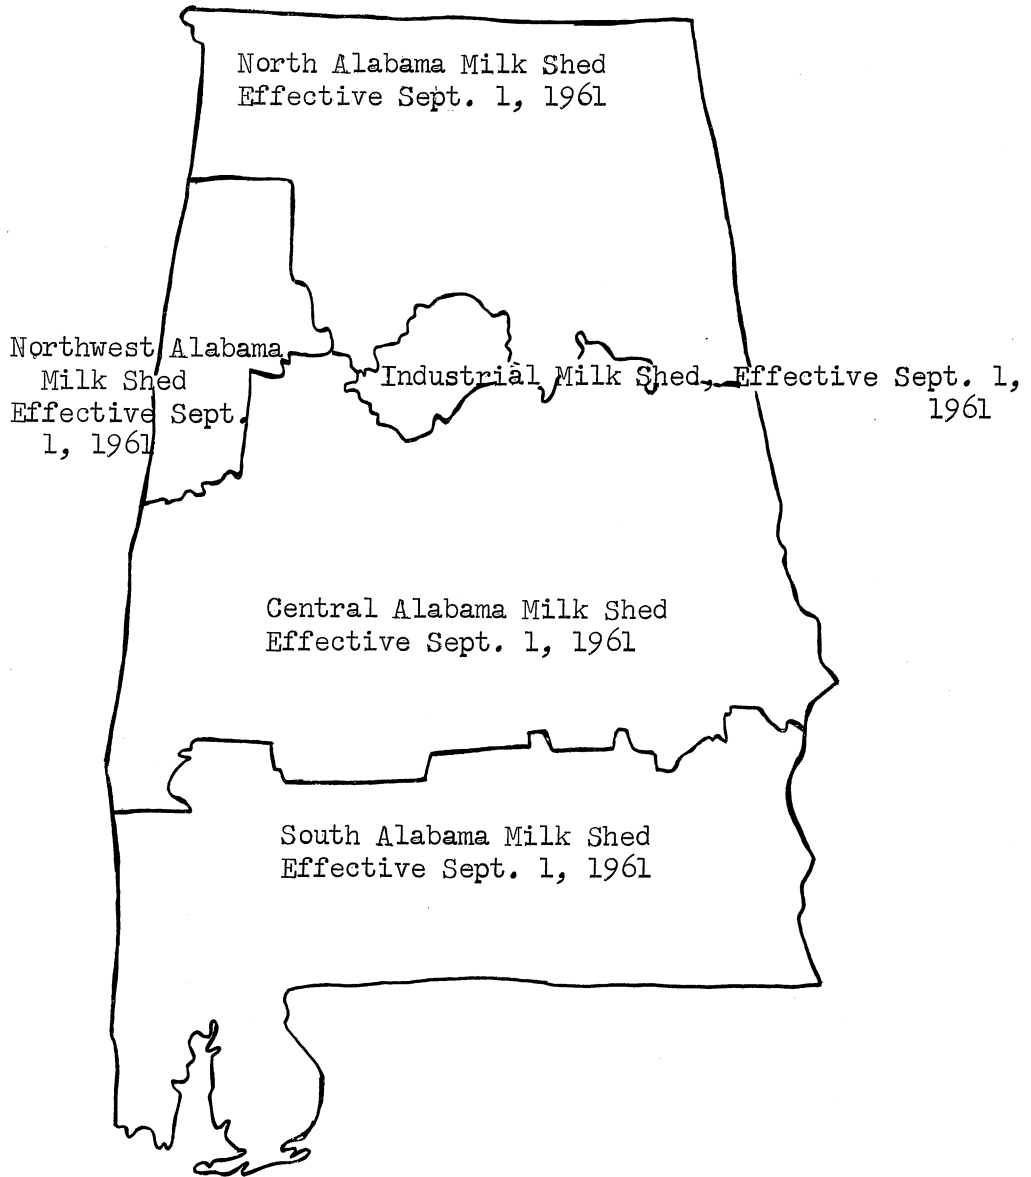 North Alabama Milk Shed
Effective Sept. 1, 1961
Northwest Alabama
Milk Shed
Effective Sept.
1, 1961
Industrial Milk Shed, Effective Sept. 1,
1961
Central Alabama Milk Shed
Effective Sept. 1, 1961
South Alabama Milk Shed
Effective Sept. 1, 1961